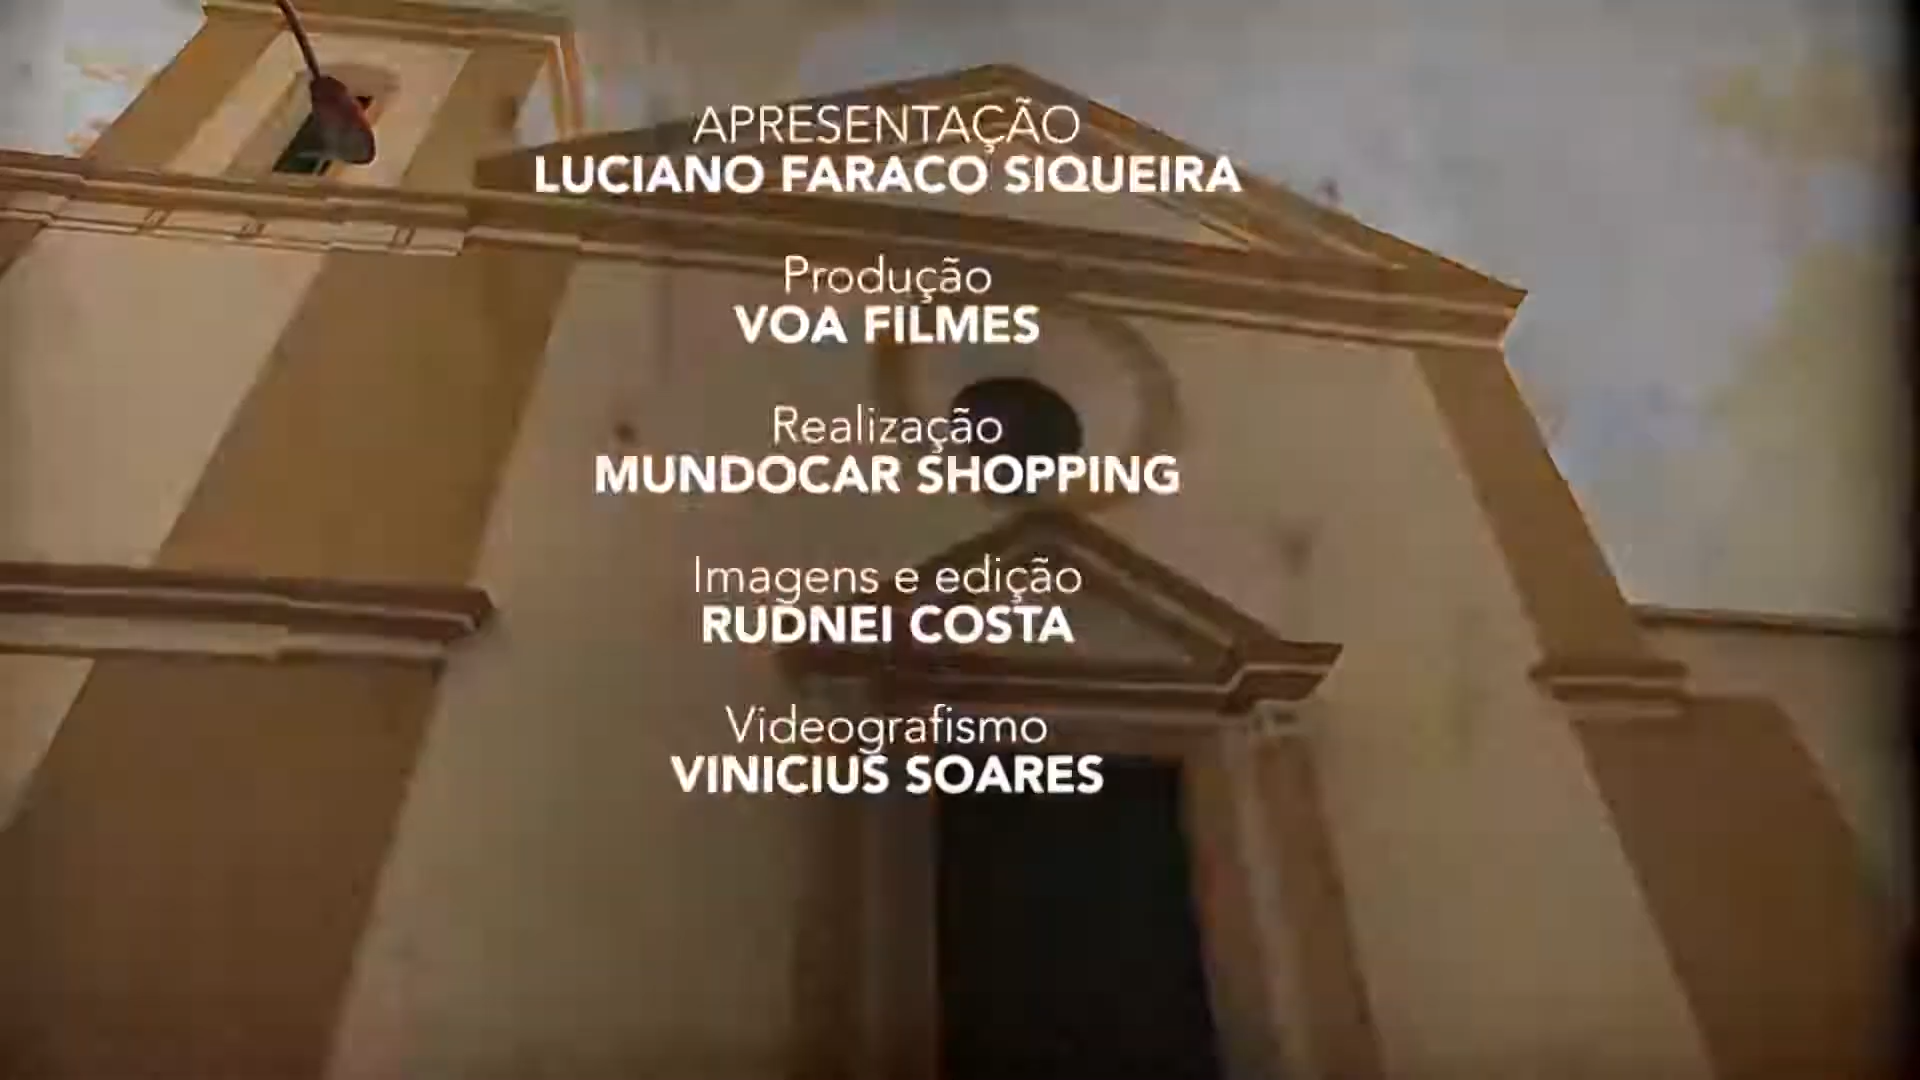 APRESENTAÇÃO
LUCIANO FARACO SIQUEIRA
Produção
VOA FILMES
Realização
MUNDOCAR SHOPPING
Imagens e edição
RUDNEI COSTA
Videografismo
VINICIUS SOARES